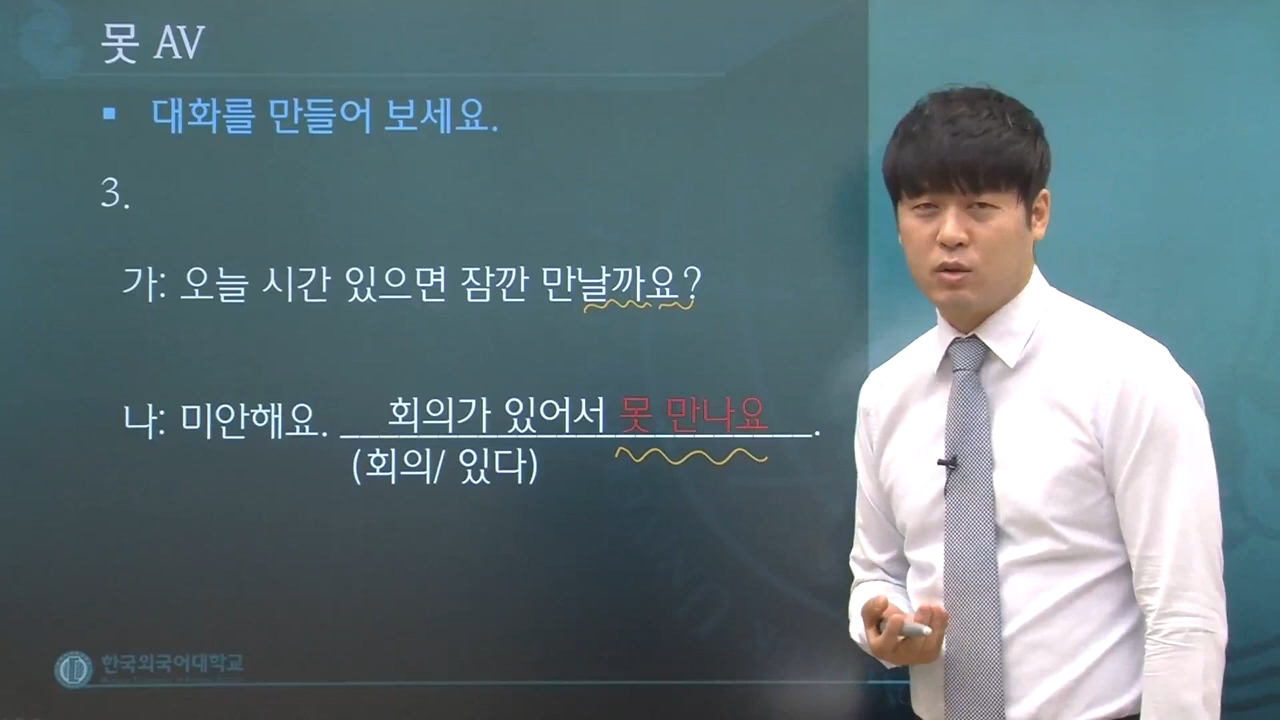 못 AV
▪ 대화를 만들어 보세요.
3.
가: 오늘 시간 있으면 잠깐 만날까요?
나: 미안해요. 회의가 있어서 못 만나요.
(회의/ 있다)
한국외국어대학교